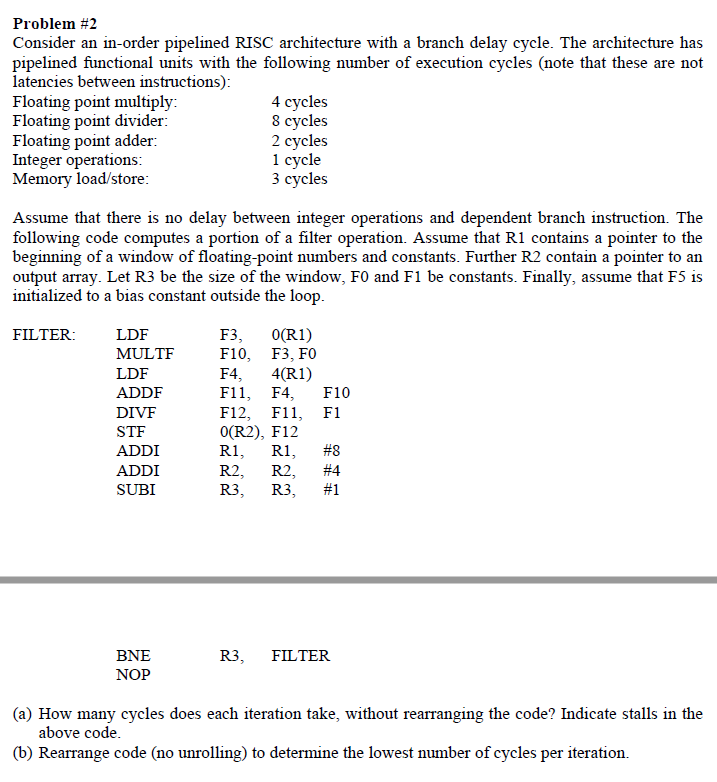 Problem #2
Consider an in-order pipelined RISC architecture with a branch delay cycle. The architecture has
pipelined functional units with the following number of execution cycles (note that these are not
latencies between instructions):
Floating point multiply: 4 cycles
Floating point divider: 8 cycles
Floating point adder: 2 cycles
Integer operations: 1 cycle
Memory load/store: 3 cycles
Assume that there is no delay between integer operations and dependent branch instruction. The
following code computes a portion of a filter operation. Assume that R1 contains a pointer to the
beginning of a window of floating-point numbers and constants. Further R2 contain a pointer to an
output array. Let R3 be the size of the window, F0 and F1 be constants. Finally, assume that F5 is
initialized to a bias constant outside the loop.
FILTER: LDF F3, 0(R1)
MULTF F10, F3, F0
LDF F4, 4(R1)
ADDF F11, F4, F10
DIVF F12, F11, F1
STF 0(R2), F12
ADDI R1, R1, #8
ADDI R2, R2, #4
SUBI R3, R3, #1
BNE R3, FILTER
NOP
(a) How many cycles does each iteration take, without rearranging the code? Indicate stalls in the
above code.
(b) Rearrange code (no unrolling) to determine the lowest number of cycles per iteration.